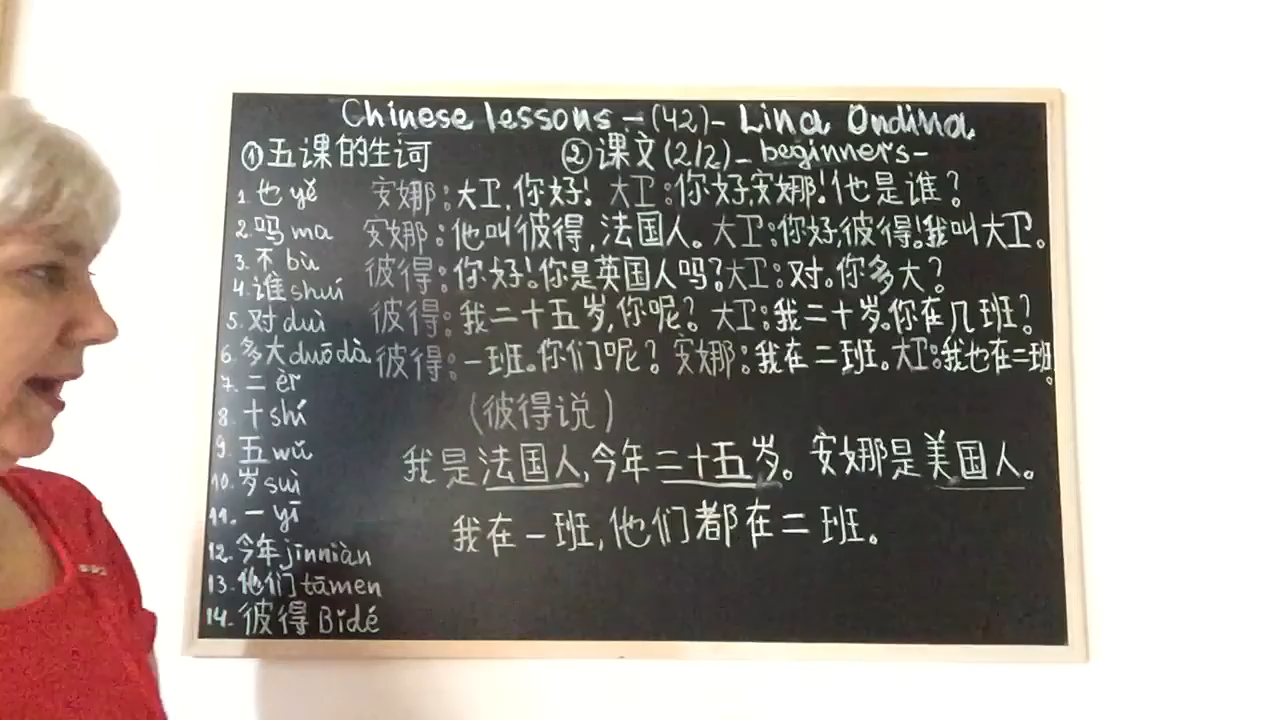 Chinese lessons -(42)- Lina Ondina
①五课的生词
②课文(2/2)-beginners-
1.也 yě
2.吗 ma
3.不 bù
4.谁 shuí
5.对 duì
6.多大 duōdà
7.二 èr
8.十 shí
9.五 wǔ
10.岁 suì
11.一 yī
12.今年 jīnniàn
13.他们 tāmen
14.彼得 Bǐdé
安娜:大卫,你好! 大卫:你好,安娜!他是谁?
安娜:他叫彼得,法国人。大卫:你好,彼得!我叫大卫。
彼得:你好!你是英国人吗?大卫:对。你多大?
彼得:我二十五岁,你呢? 大卫:我二十岁。你在几班?
彼得:一班。你们呢? 安娜:我在二班。大卫:我也在二班。
(彼得说)
我是法国人,今年二十五岁。安娜是美国人。
我在一班,他们都在二班。